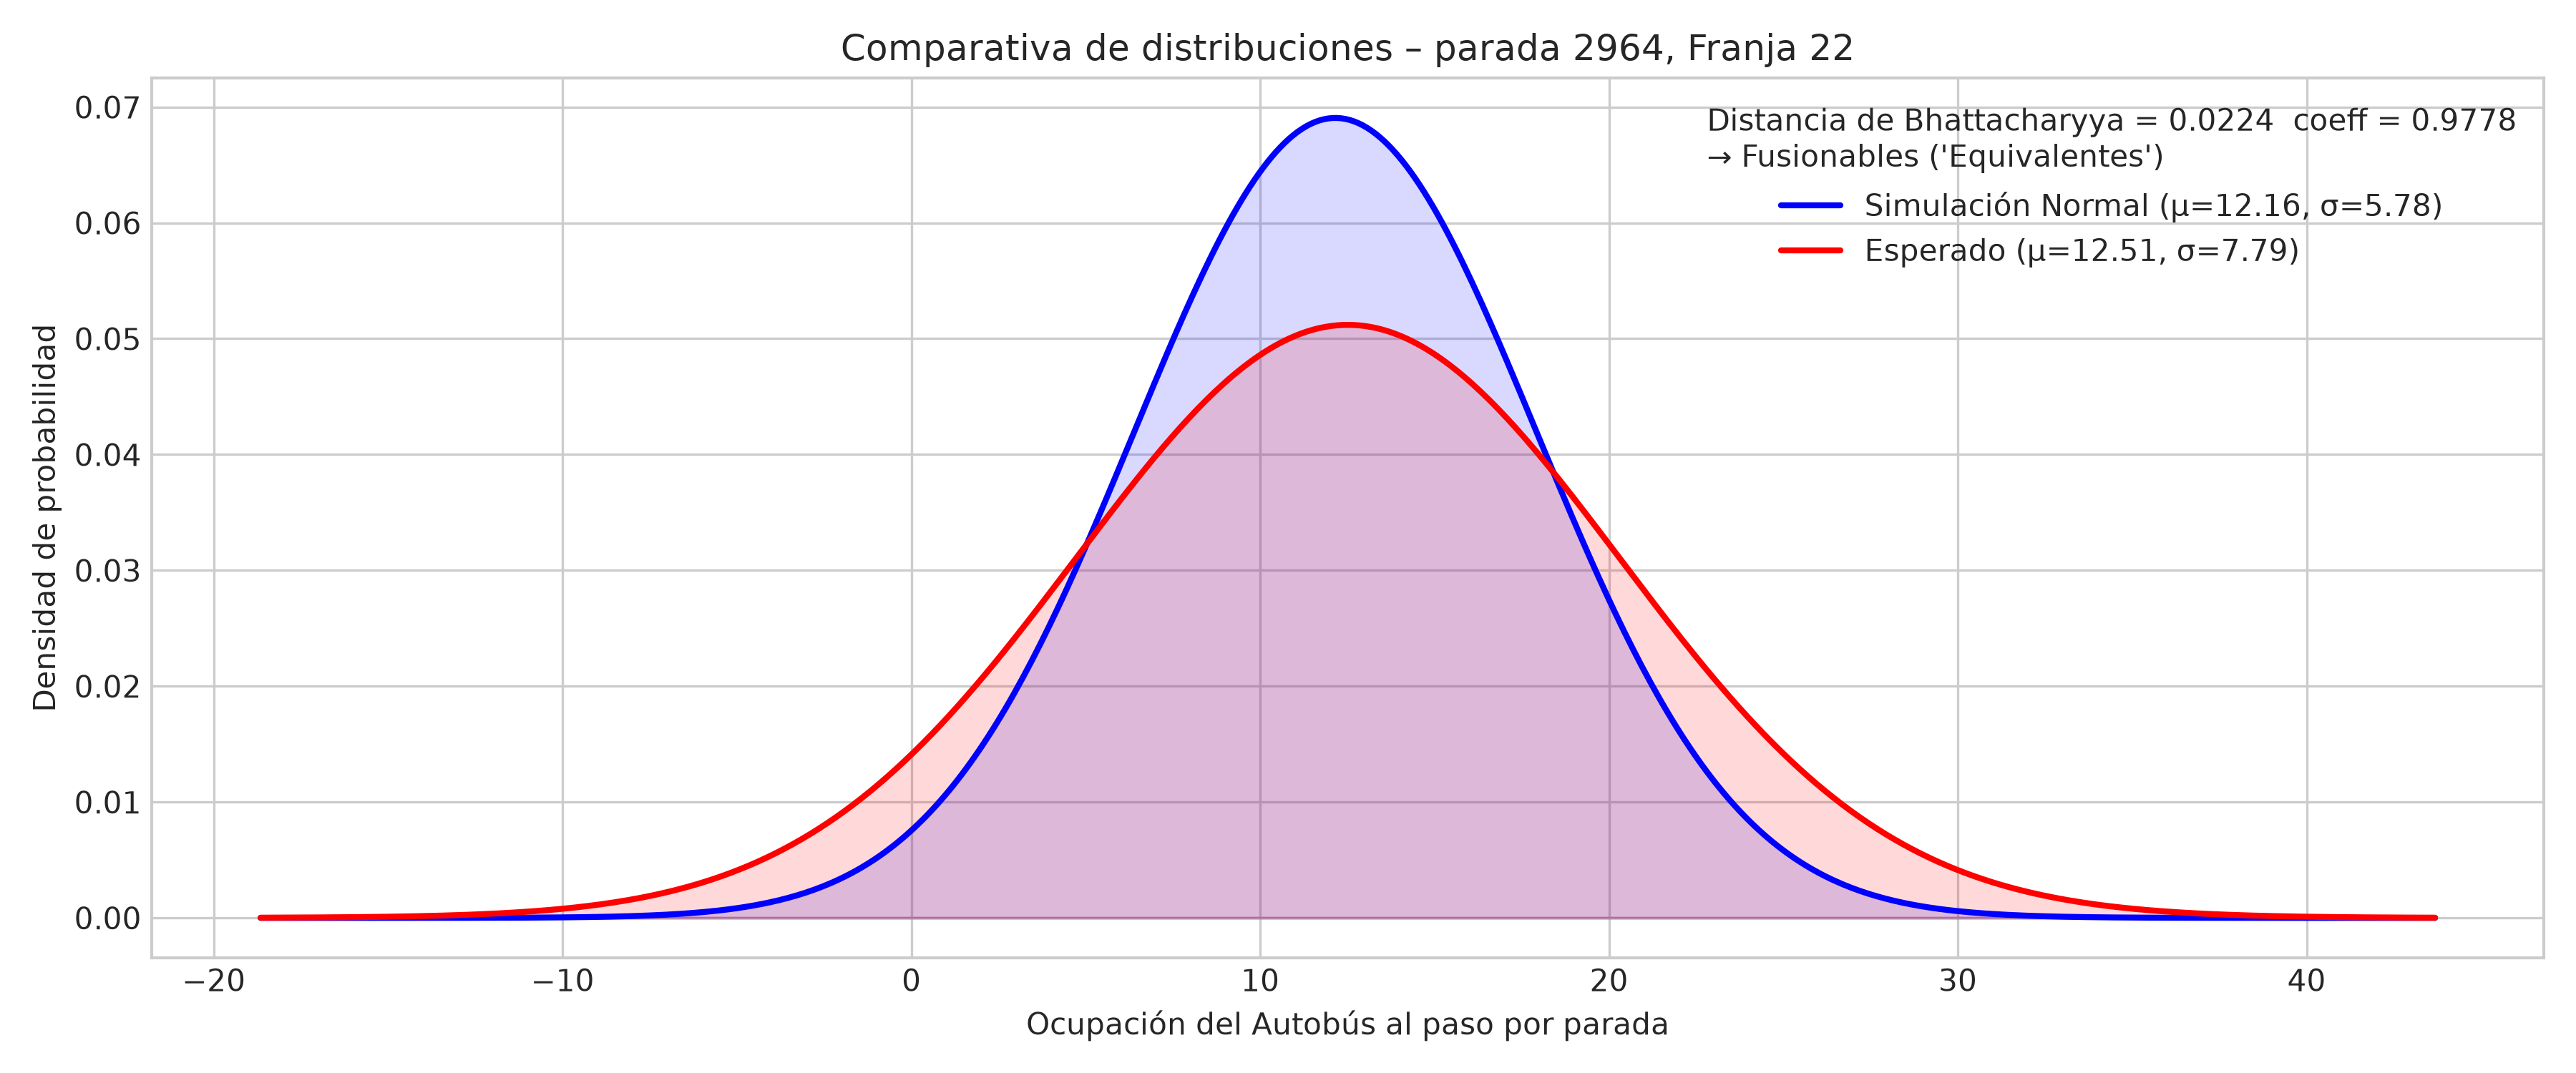 Comparativa de distribuciones – parada 2964, Franja 22
Distancia de Bhattacharyya = 0.0224  coeff = 0.9778
→ Fusionables ('Equivalentes')
Simulación Normal (μ=12.16, σ=5.78)
Esperado (μ=12.51, σ=7.79)
Densidad de probabilidad
0.07
0.06
0.05
0.04
0.03
0.02
0.01
0.00
−20
−10
0
10
20
30
40
Ocupación del Autobús al paso por parada